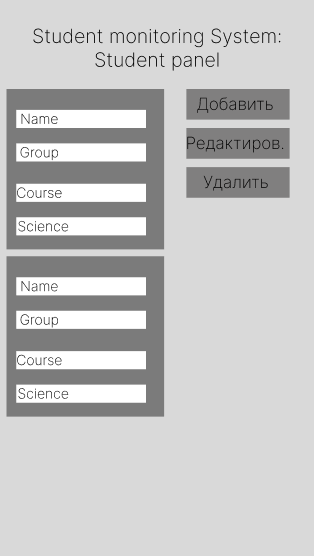 Student monitoring System:
Student panel
Name
Group
Course
Science
Добавить
Редактиров.
Удалить
Name
Group
Course
Science